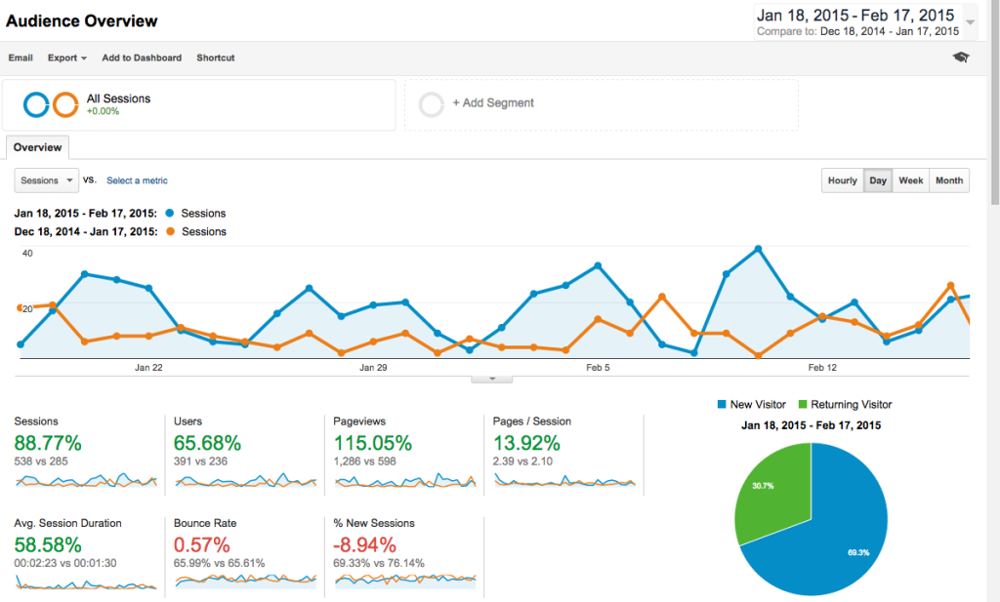 Audience Overview
Jan 18, 2015 - Feb 17, 2015
Compare to: Dec 18, 2014 - Jan 17, 2015
Email Export Add to Dashboard Shortcut
All Sessions
+0.00%
+ Add Segment
Overview
Sessions VS. Select a metric
Hourly Day Week Month
Jan 18, 2015 - Feb 17, 2015: Sessions
Dec 18, 2014 - Jan 17, 2015: Sessions
40
20
Jan 22 Jan 29 Feb 5 Feb 12
Sessions
88.77%
538 vs 285
Users
65.68%
391 vs 236
Pageviews
115.05%
1,286 vs 598
Pages / Session
13.92%
2.39 vs 2.10
Avg. Session Duration
58.58%
00:02:23 vs 00:01:30
Bounce Rate
0.57%
65.99% vs 65.61%
% New Sessions
-8.94%
69.33% vs 76.14%
New Visitor Returning Visitor
Jan 18, 2015 - Feb 17, 2015
30.7%
69.3%